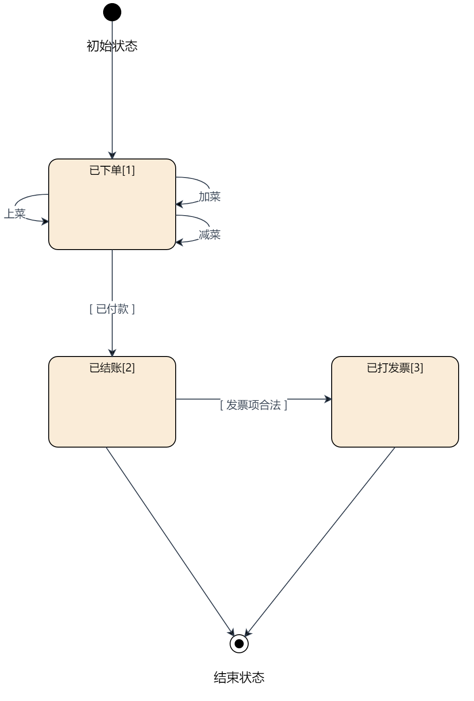 初始状态
已下单[1]
加菜
上菜
减菜
[ 已付款 ]
已结账[2]
已打发票[3]
[ 发票项合法 ]
结束状态